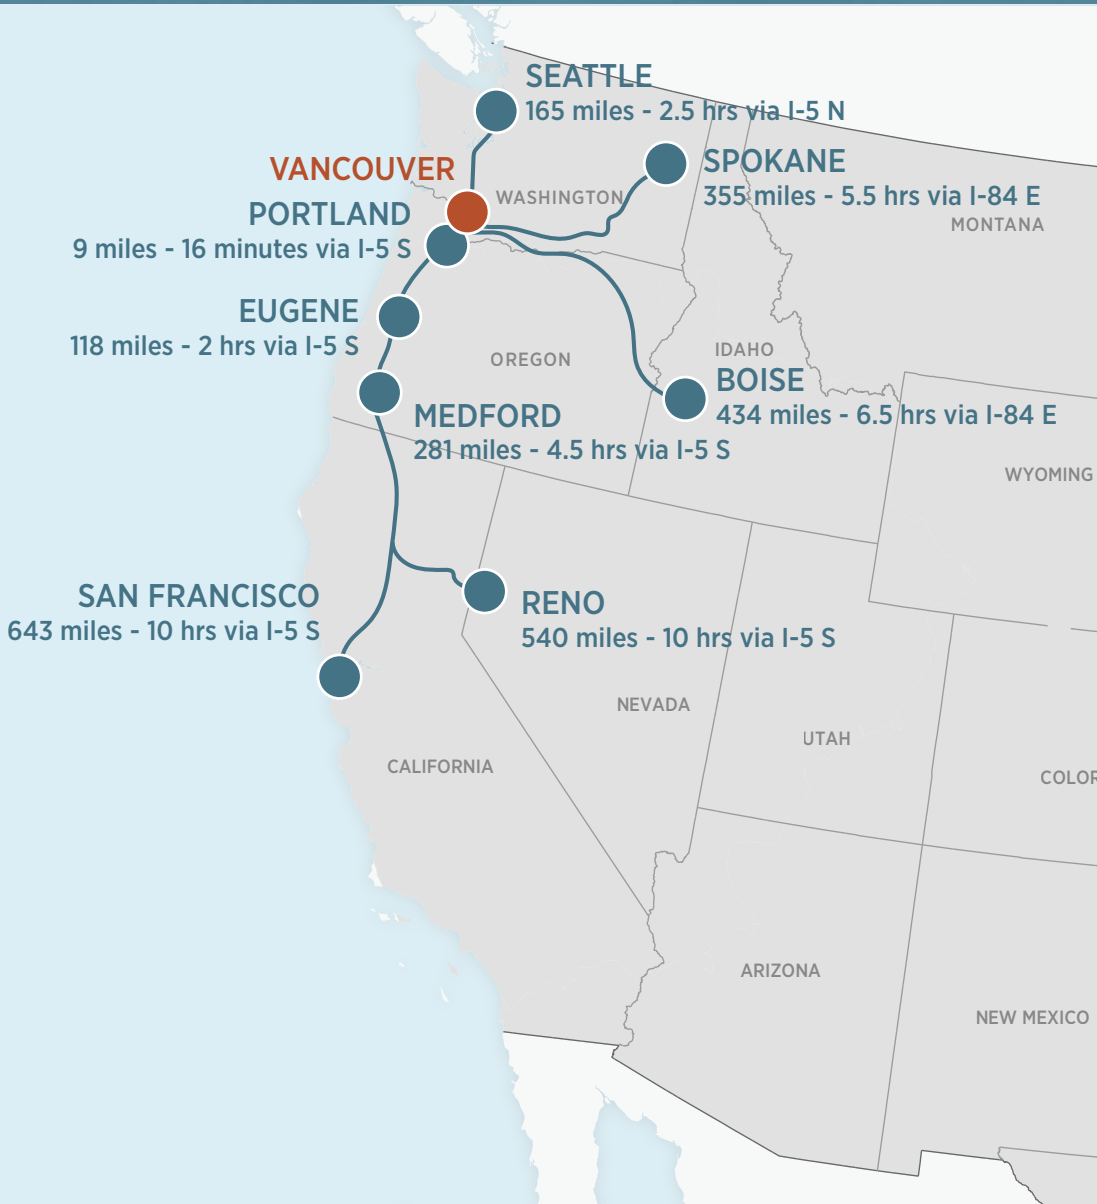 SEATTLE
165 miles - 2.5 hrs via I-5 N
SPOKANE
355 miles - 5.5 hrs via I-84 E
VANCOUVER
WASHINGTON
MONTANA
PORTLAND
9 miles - 16 minutes via I-5 S
EUGENE
118 miles - 2 hrs via I-5 S
OREGON
IDAHO
BOISE
434 miles - 6.5 hrs via I-84 E
MEDFORD
281 miles - 4.5 hrs via I-5 S
WYOMING
SAN FRANCISCO
643 miles - 10 hrs via I-5 S
RENO
540 miles - 10 hrs via I-5 S
NEVADA
UTAH
CALIFORNIA
COLOR
ARIZONA
NEW MEXICO